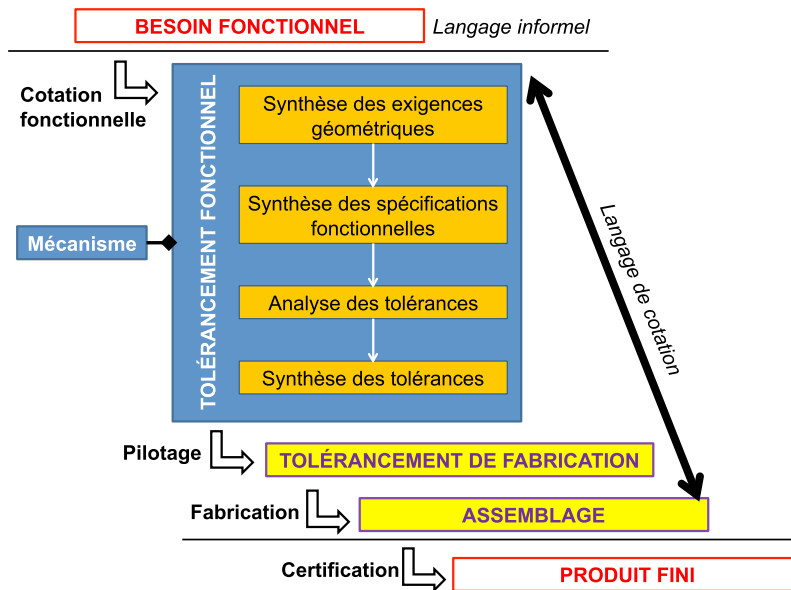 BESOIN FONCTIONNEL
Langage informel
Cotation
fonctionnelle
TOLÉRANCEMENT FONCTIONNEL
Synthèse des exigences
géométriques
Synthèse des spécifications
fonctionnelles
Mécanisme
Analyse des tolérances
Synthèse des tolérances
Langage de cotation
Pilotage
TOLÉRANCEMENT DE FABRICATION
Fabrication
ASSEMBLAGE
Certification
PRODUIT FINI